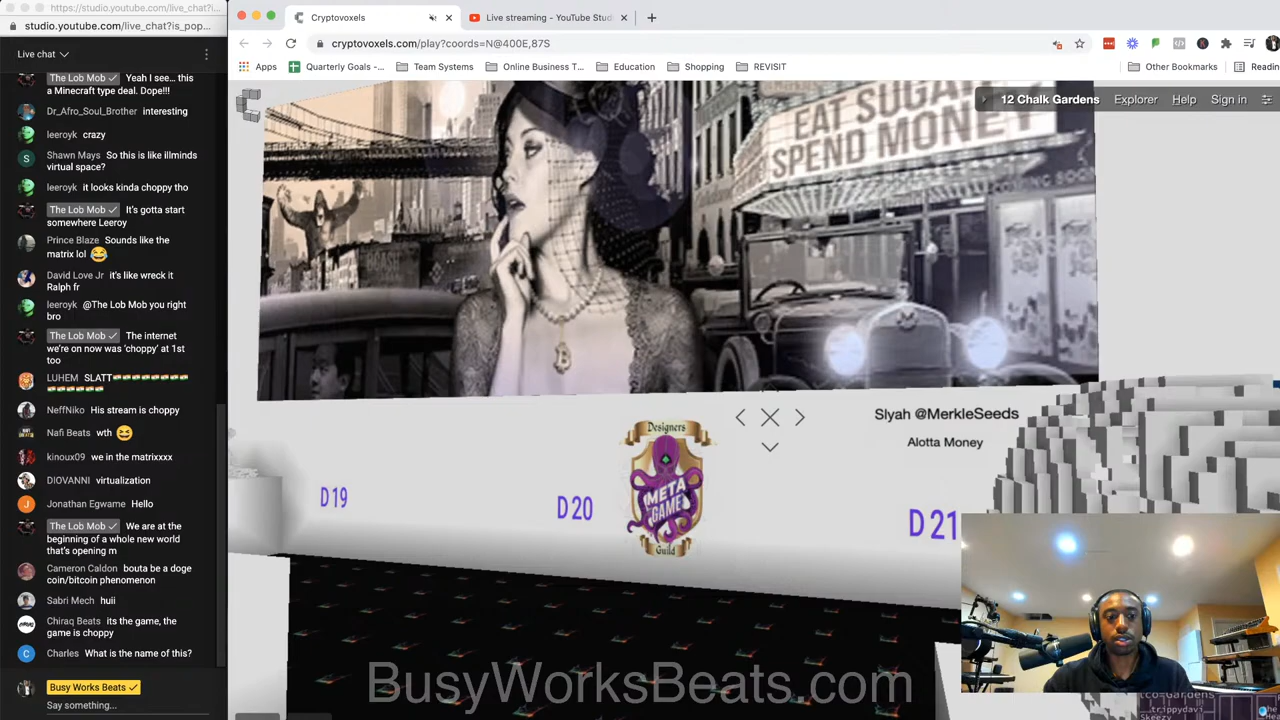 https://studio.youtube.com/live_chat?i
studio.youtube.com/live_chat?is_pop...
Live chat
The Lob Mob Yeah I see... this
a Minecraft type deal. Dope!!!
Dr_Afro_Soul_Brother interesting
leeroyk crazy
S
Shawn Mays So this is like illminds
virtual space?
leeroyk it looks kinda choppy tho
The Lob Mob It's gotta start
somewhere Leeroy
Prince Blaze Sounds like the
matrix lol 😂
David Love Jr it's like wreck it
Ralph fr
leeroyk @The Lob Mob you right
bro
The Lob Mob The internet
we're on now was 'choppy' at 1st
too
LUHEM SLATT
NeffNiko His stream is choppy
Nafi Beats wth 😆
kinoux09 we in the matrixxxx
DIOVANNI virtualization
J
Jonathan Egwame Hello
The Lob Mob We are at the
beginning of a whole new world
that's opening m
Cameron Caldon bouta be a doge
coin/bitcoin phenomenon
Sabri Mech huii
Chiraq Beats its the game, the
game is choppy
C
Charles What is the name of this?
Busy Works Beats
Say something...
Cryptovoxels
Live streaming - YouTube Stud
cryptovoxels.com/play?coords=N@400E,87S
Apps
Quarterly Goals -...
Team Systems
Online Business T...
Education
Shopping
REVISIT
Other Bookmarks
Readin
12 Chalk Gardens
Explorer
Help
Sign in
EAT SUGAR
SPEND MONEY
Slyah @MerkleSeeds
Alotta Money
D19
D20
Designers
META
GAME
Guild
D21
BusyWorksBeats.com
trippydavi
Skeezy